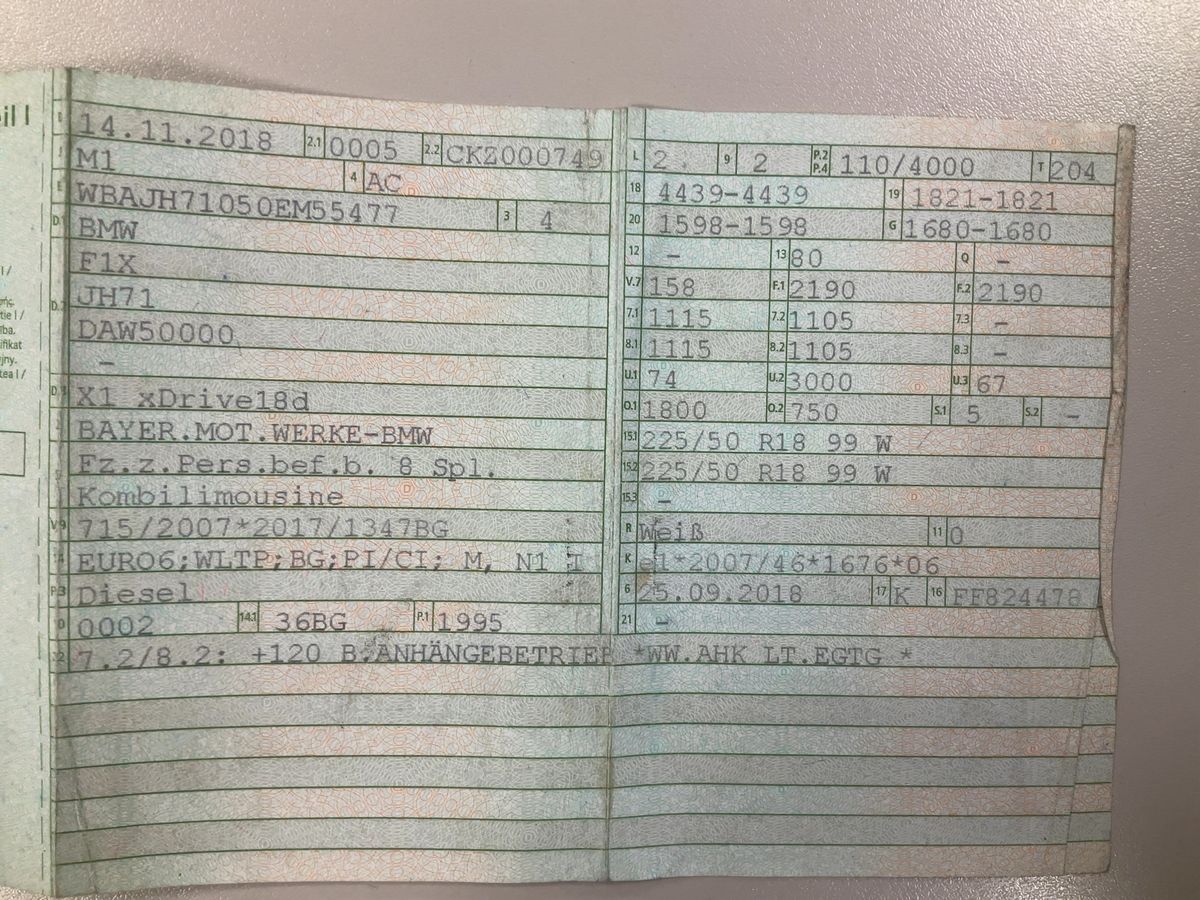 eil I
14.11.2018 2.1 0005 2.2 CKZ000749
M1 4 AC
WBAJH71050EM55477 3 4
BMW
F1X
JH71
DAW50000
–
X1 xDrive18d
BAYER.MOT.WERKE-BMW
Fz.z.Pers.bef.b. 8 Spl.
Kombilimousine
V.9 715/2007*2017/1347BG
EURO6;WLTP;BG;PI/CI; M, N1 I
P.3 Diesel
0002 14.1 36BG P.1 1995
7.2/8.2: +120 B.ANHÄNGEBETRIEB *WW.AHK LT.EGTG *
L 2 9 2 P.2 P.4 110/4000 T 204
18 4439-4439 19 1821-1821
20 1598-1598 G 1680-1680
12 – 13 80 Q –
V.7 158 F.1 2190 F.2 2190
7.1 1115 7.2 1105 7.3 –
8.1 1115 8.2 1105 8.3 –
U.1 74 U.2 3000 U.3 67
O.1 1800 O.2 750 S.1 5 S.2 –
15.1 225/50 R18 99 W
15.2 225/50 R18 99 W
15.3 –
R Weiß 11 0
K e1*2007/46*1676*06
6 25.09.2018 17 K 16 FF824478
21 –